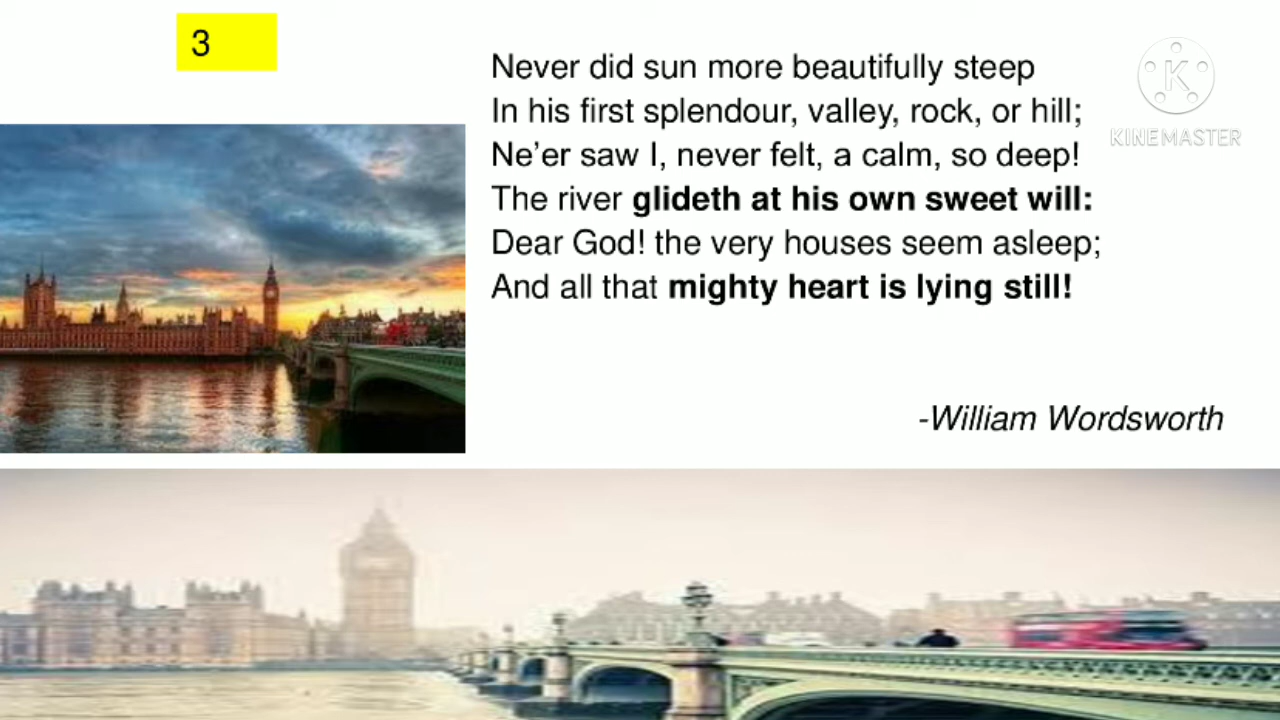 3
Never did sun more beautifully steep
In his first splendour, valley, rock, or hill;
Ne’er saw I, never felt, a calm, so deep!
The river glideth at his own sweet will:
Dear God! the very houses seem asleep;
And all that mighty heart is lying still!
-William Wordsworth
K
KINEMASTER